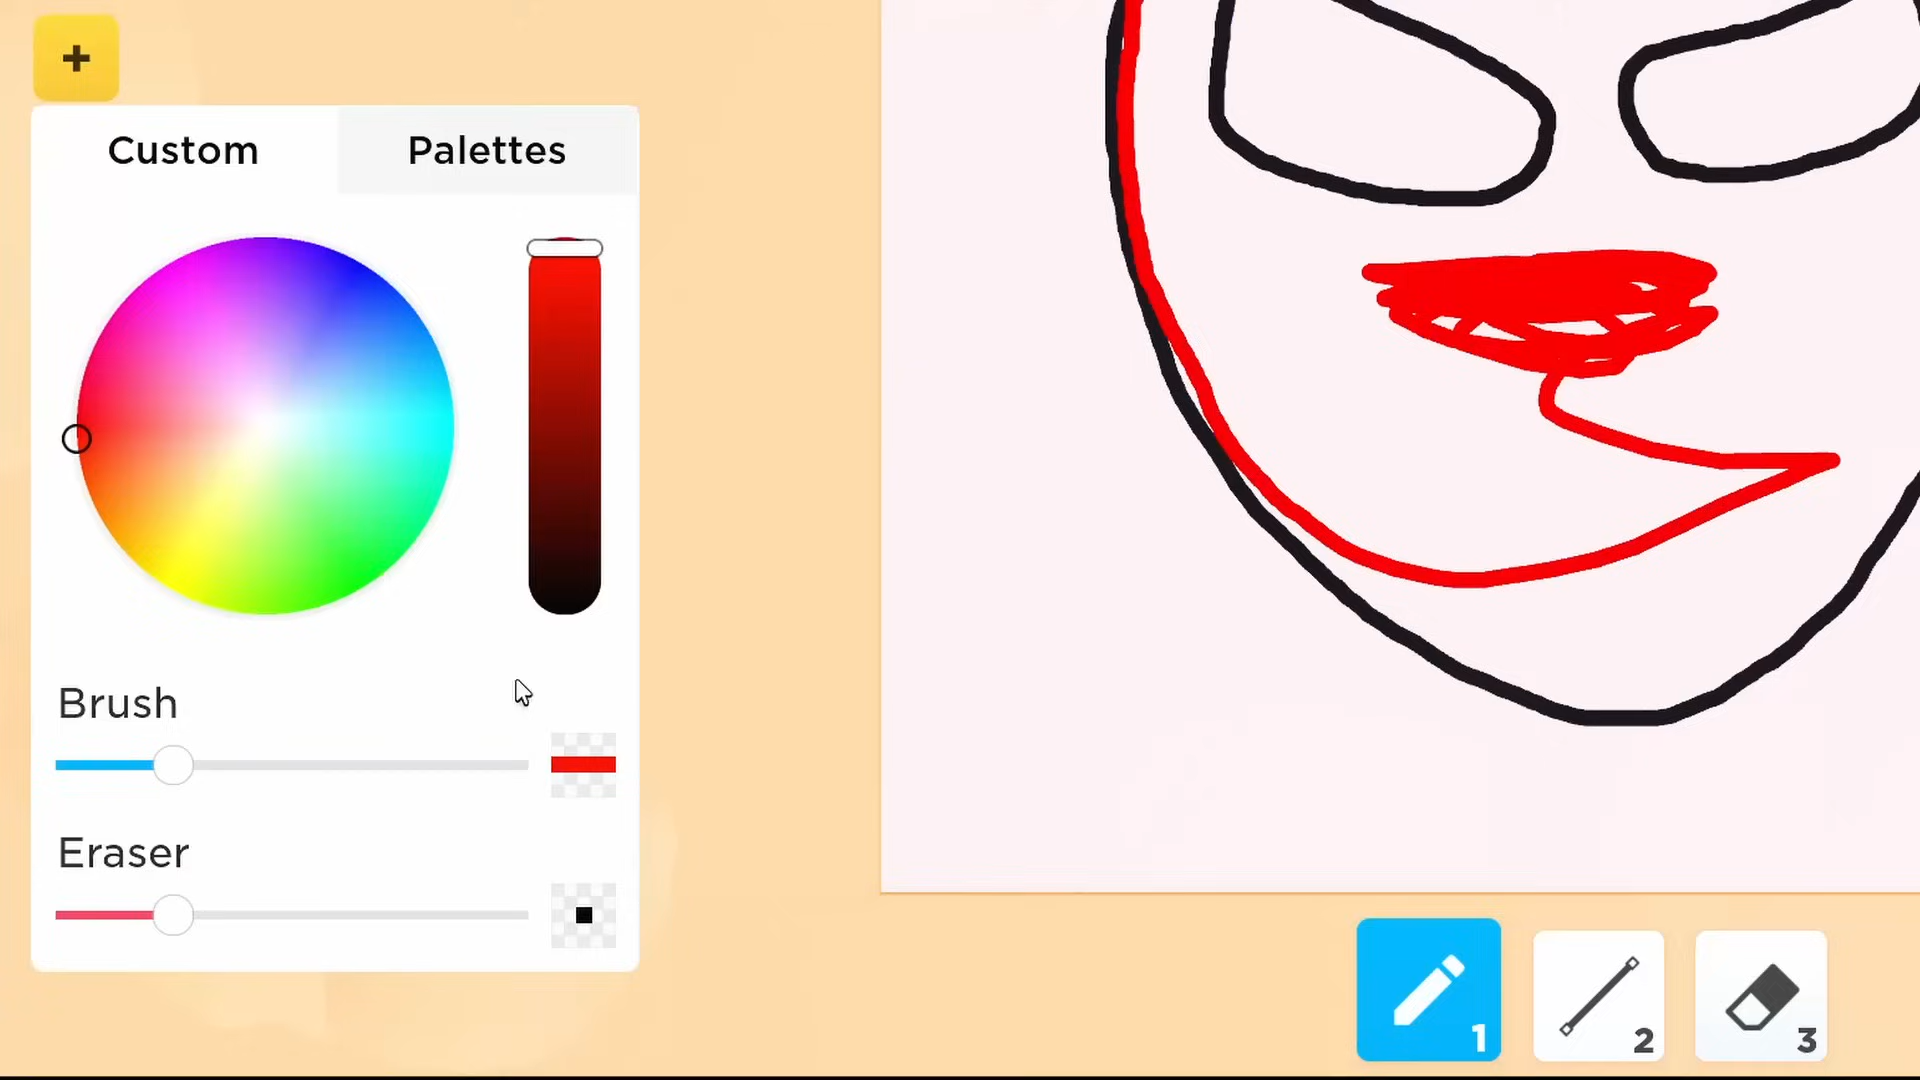 +
Custom
Palettes
Brush
Eraser
1
2
3